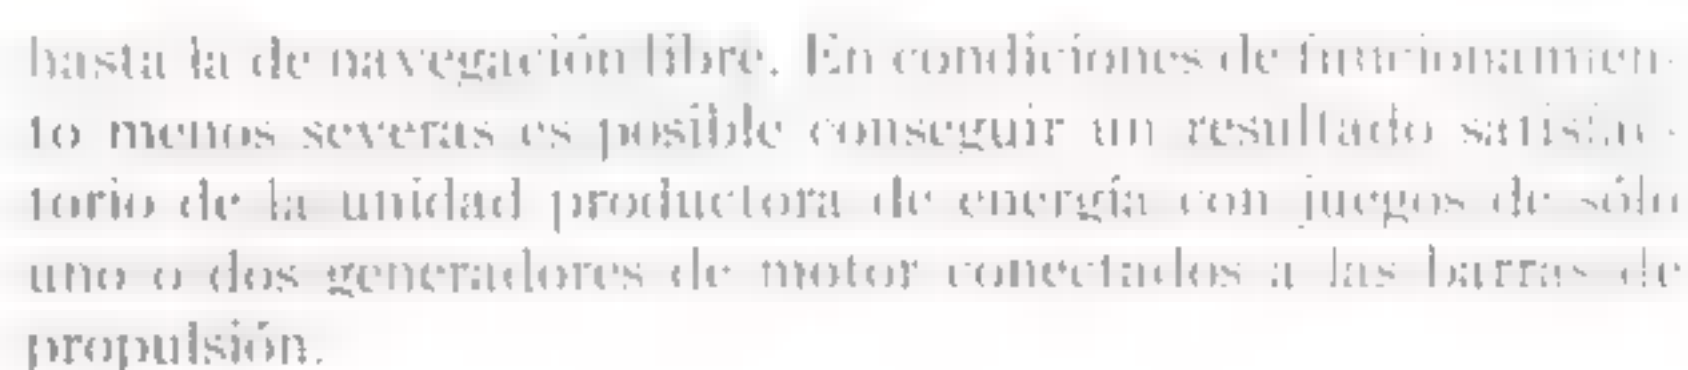 hasta la de navegación libre. En condiciones de funcionamien-
to menos severas es posible conseguir un resultado satisfac-
torio de la unidad productora de energía con juegos de sólo
uno o dos generadores de motor conectados a las barras de
propulsión.